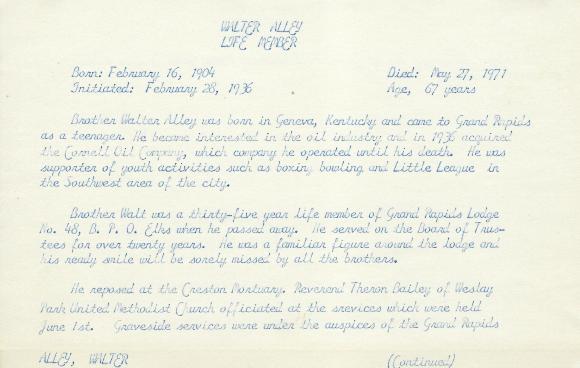 WALTER ALLEY
LIFE MEMBER
Born: February 16, 1904 Died: May 27, 1971
Initiated: February 28, 1936 Age, 67 years
Brother Walter Alley was born in Geneva, Kentucky and came to Grand Rapids
as a teenager. He became interested in the oil industry and in 1936 acquired
the Cornell Oil Company, which company he operated until his death. He was
supporter of youth activities such as boxing bowling and Little League in
the Southwest area of the city.
Brother Walt was a thirty-five year life member of Grand Rapids Lodge
No. 48, B. P. O. Elks when he passed away. He served on the Board of Trus-
tees for over twenty years. He was a familiar figure around the lodge and
his ready smile will be sorely missed by all the brothers.
He reposed at the Creston Mortuary. Reverend Theron Bailey of Weslay
Park United Methodist Church officiated at the srevices which were held
June 1st. Graveside services were under the auspices of the Grand Rapids
ALLEY, WALTER (Continued)